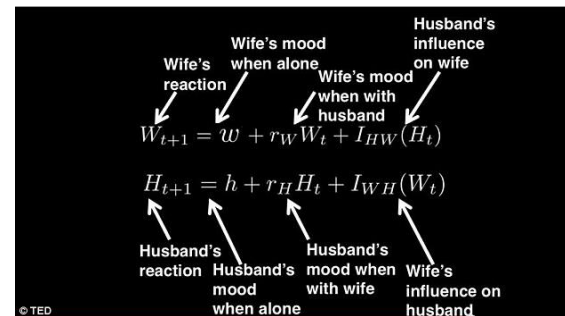 Husband's
influence
on wife
Wife's mood
when alone
Wife's
reaction
Wife's mood
when with
husband
W_{t+1} = w + r_W W_t + I_{HW}(H_t)
H_{t+1} = h + r_H H_t + I_{WH}(W_t)
Husband's
reaction
Husband's
mood
when alone
Husband's
mood when
with wife
Wife's
influence on
husband
© TED